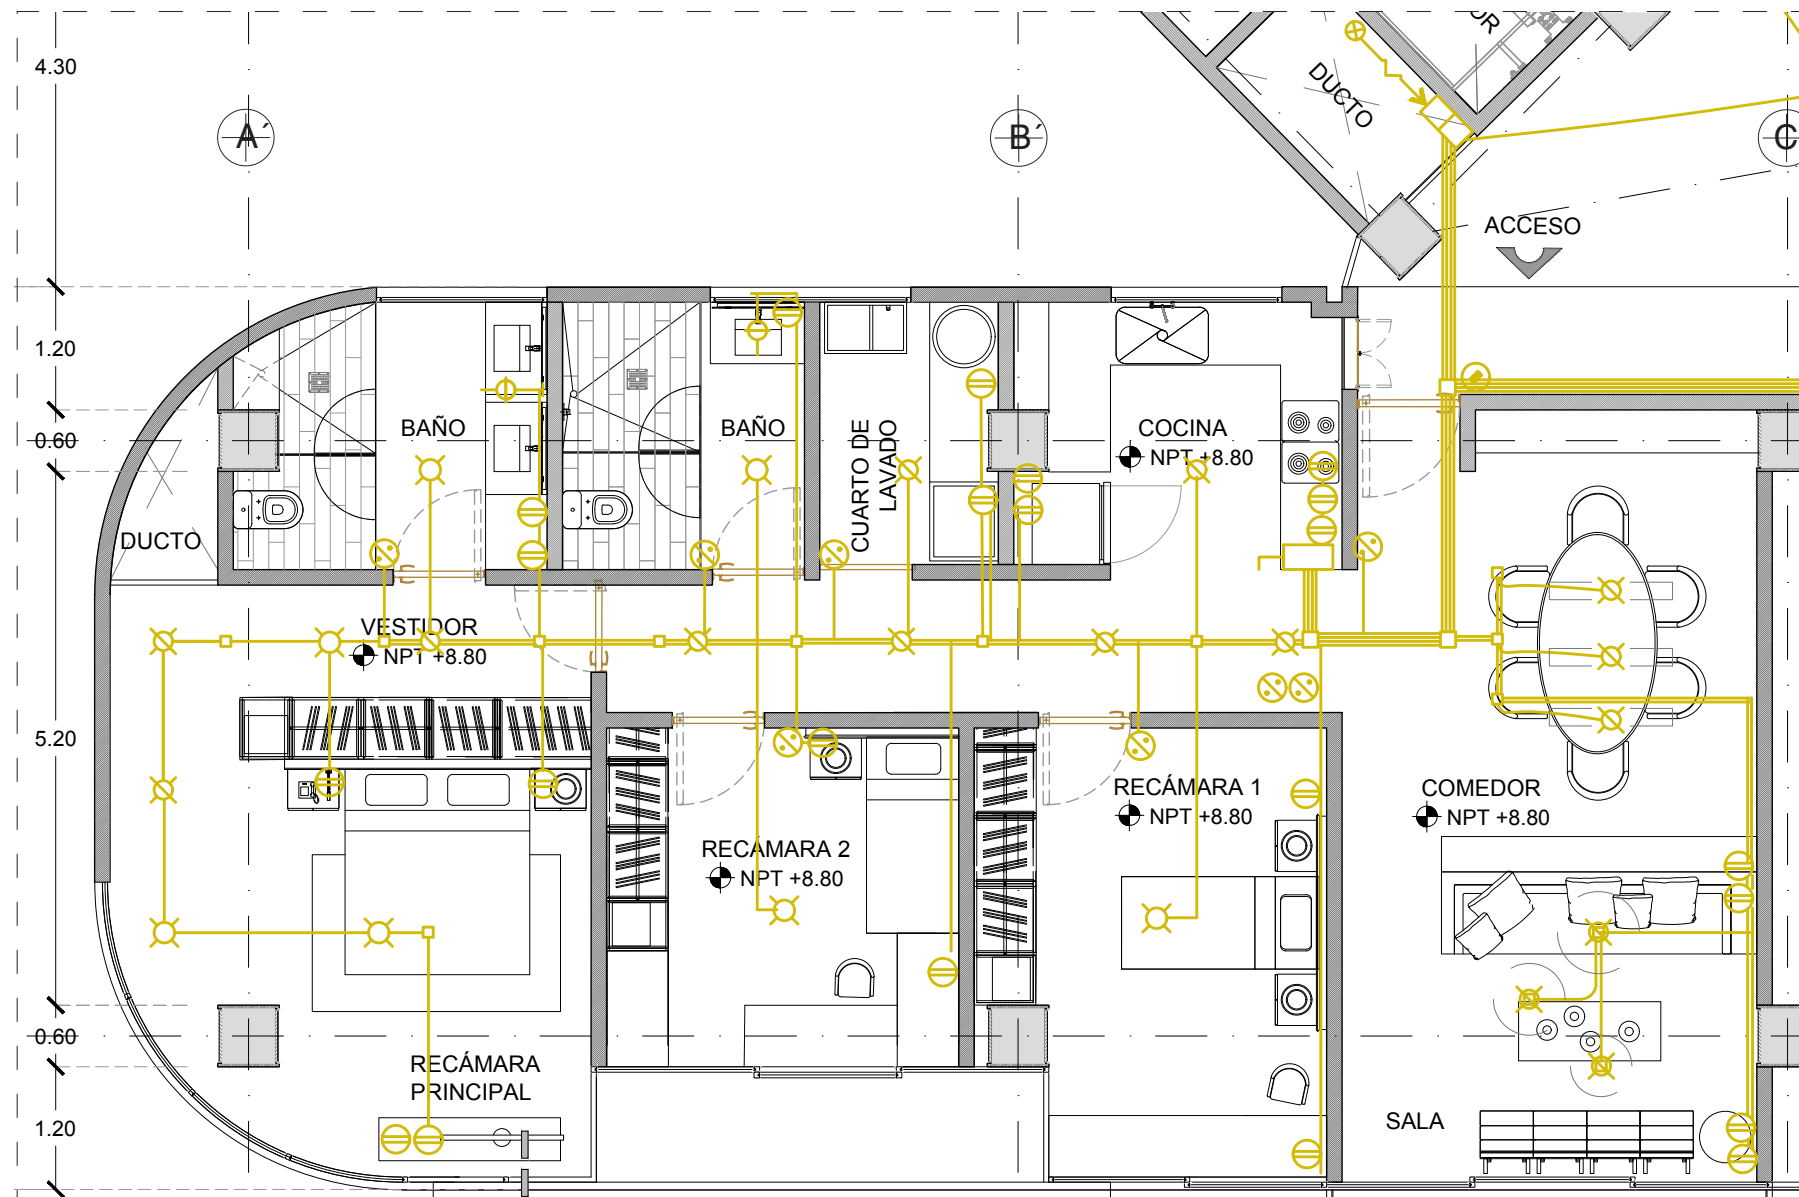 4.30
OR
DUCTO
A´
B´
C
ACCESO
1.20
0.60
BAÑO
BAÑO
CUARTO DE
LAVADO
COCINA
NPT +8.80
DUCTO
VESTIDOR
NPT +8.80
5.20
RECÁMARA 2
NPT +8.80
RECÁMARA 1
NPT +8.80
COMEDOR
NPT +8.80
0.60
RECÁMARA
PRINCIPAL
1.20
SALA